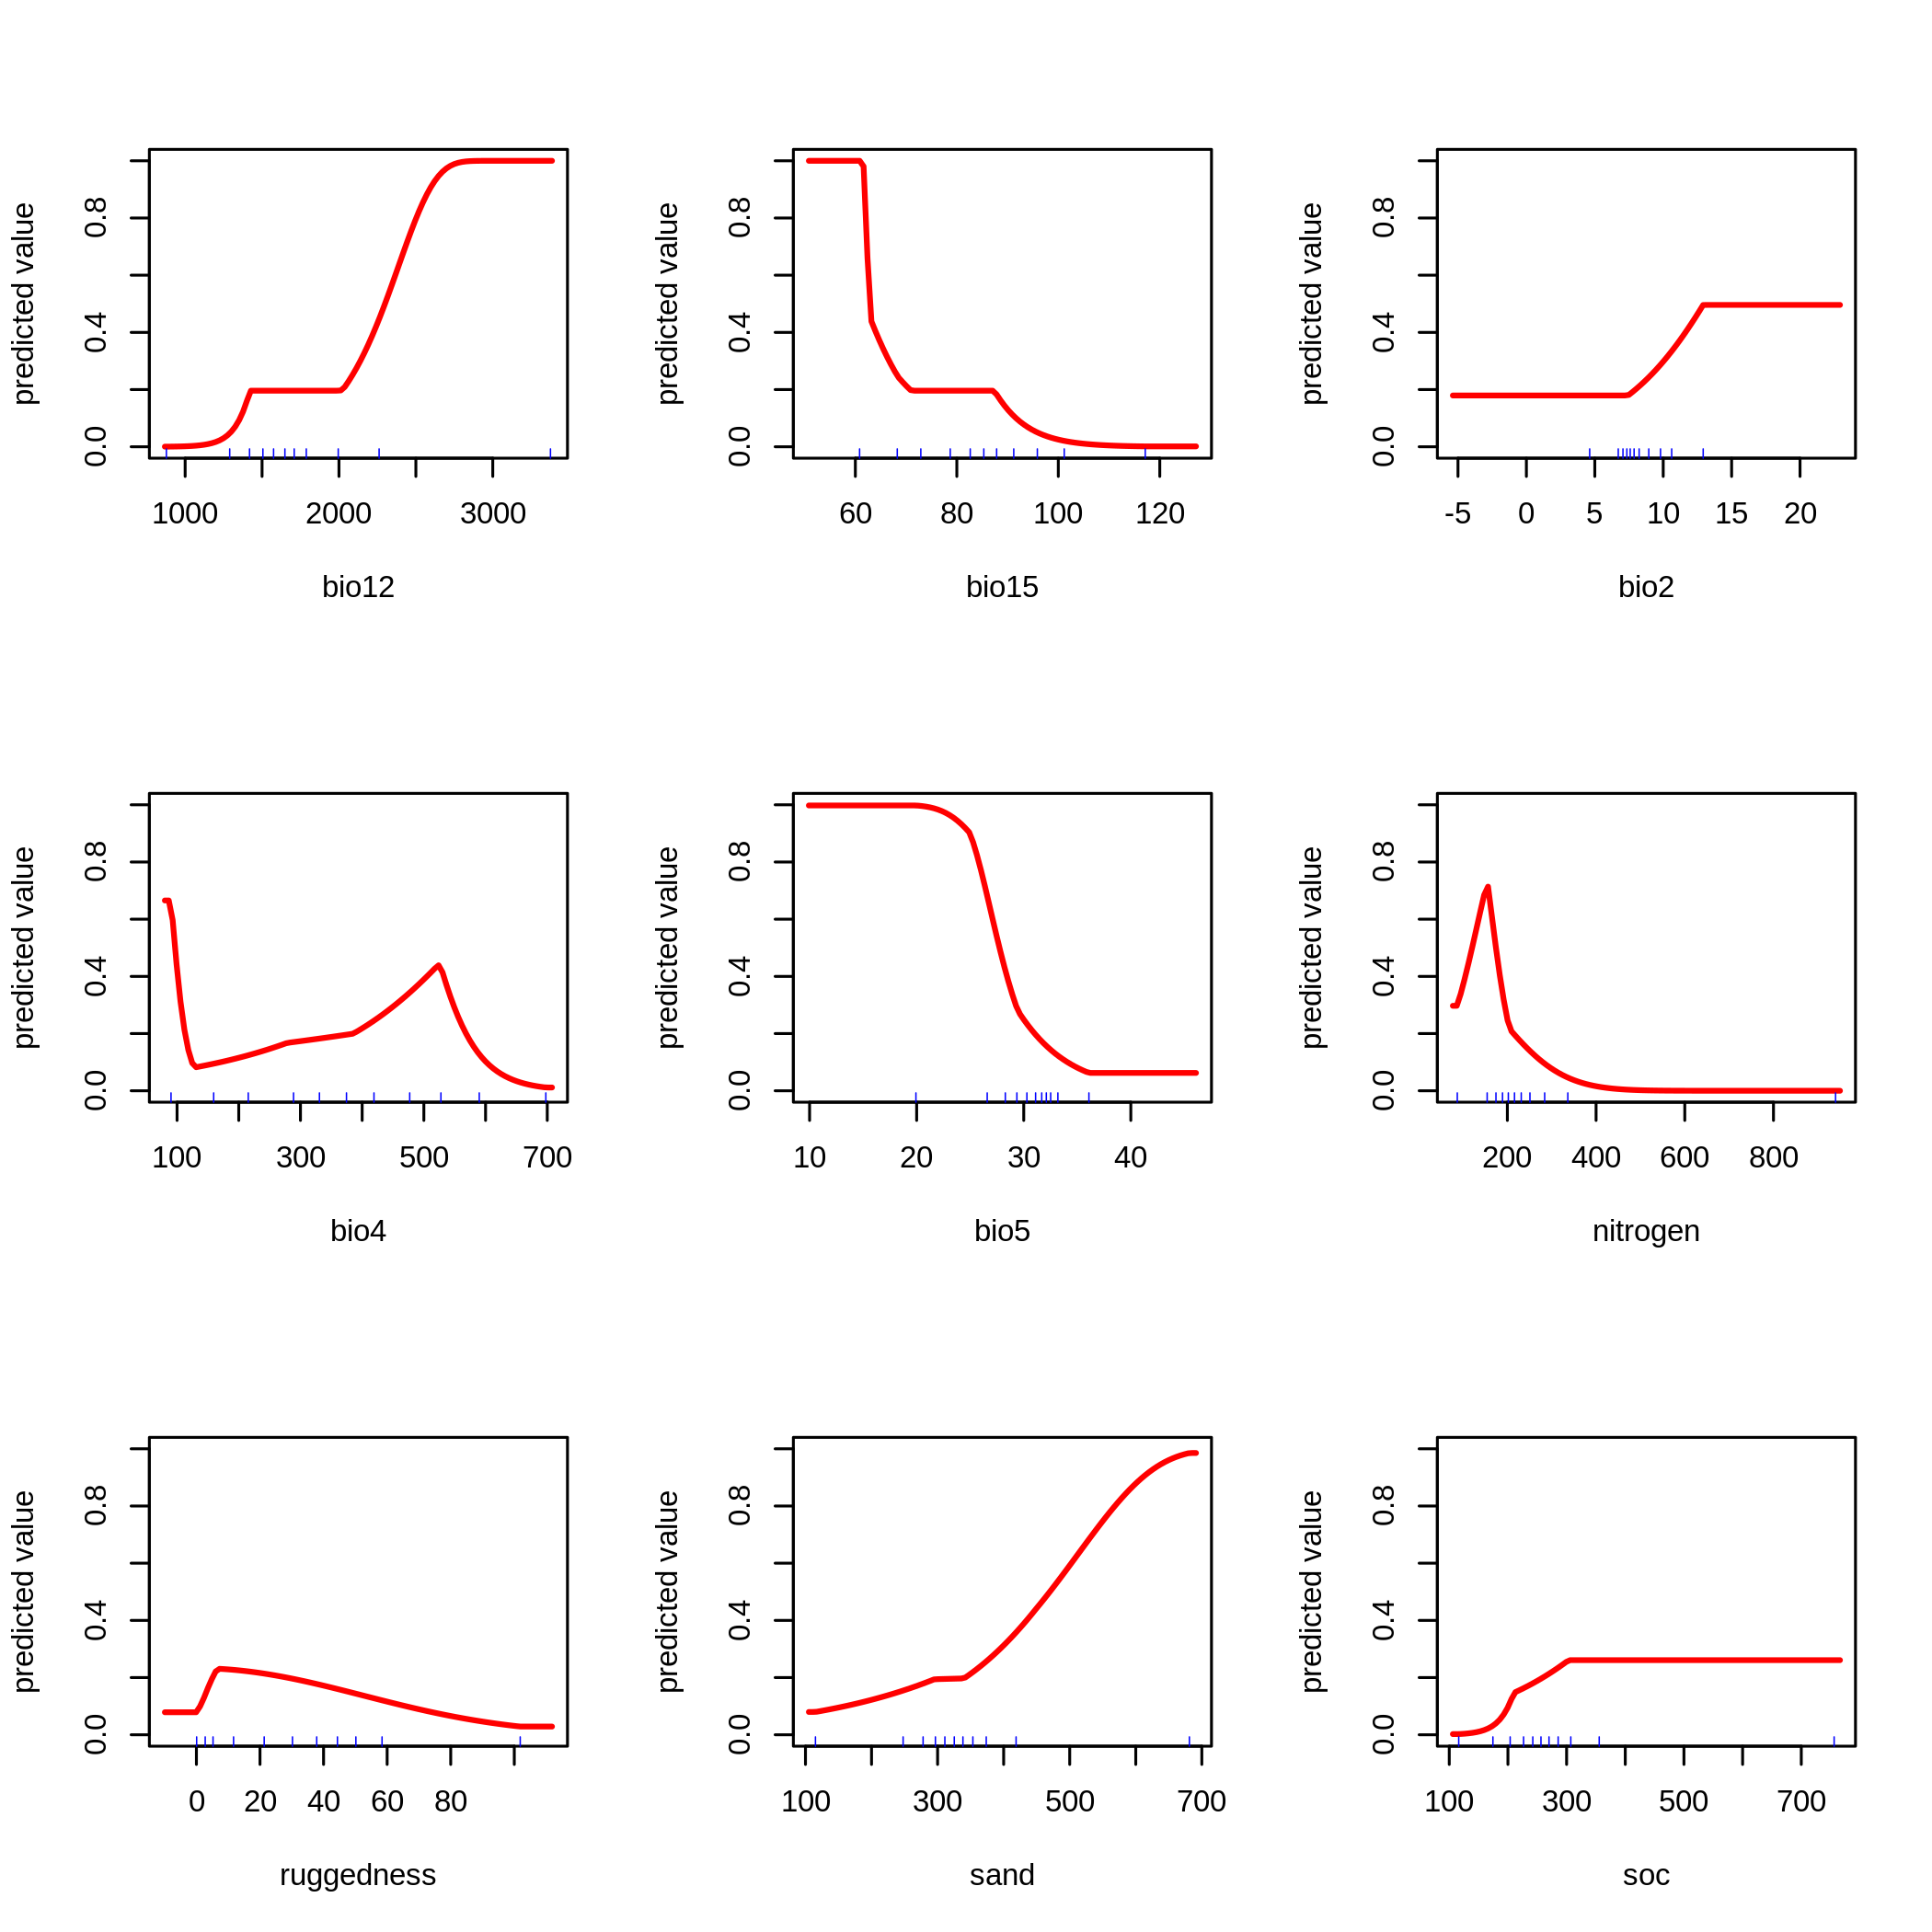 predicted value
0.0 0.4 0.8
1000 2000 3000
bio12
predicted value
0.0 0.4 0.8
60 80 100 120
bio15
predicted value
0.0 0.4 0.8
-5 0 5 10 15 20
bio2
predicted value
0.0 0.4 0.8
100 300 500 700
bio4
predicted value
0.0 0.4 0.8
10 20 30 40
bio5
predicted value
0.0 0.4 0.8
200 400 600 800
nitrogen
predicted value
0.0 0.4 0.8
0 20 40 60 80
ruggedness
predicted value
0.0 0.4 0.8
100 300 500 700
sand
predicted value
0.0 0.4 0.8
100 300 500 700
soc